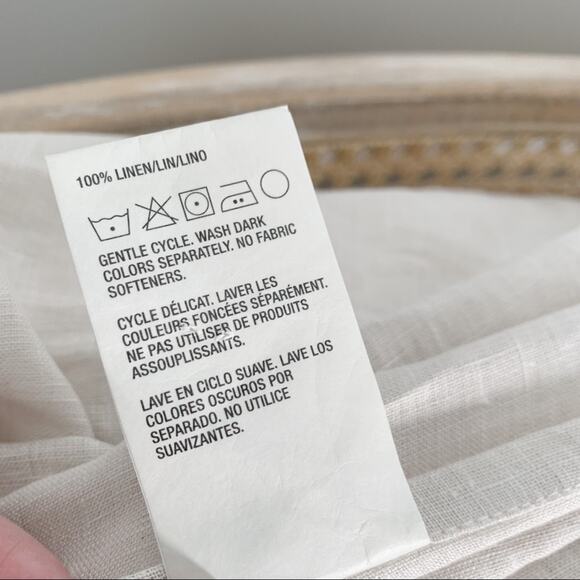 100% LINEN/LIN/LINO
GENTLE CYCLE. WASH DARK
COLORS SEPARATELY. NO FABRIC
SOFTENERS.
CYCLE DÉLICAT. LAVER LES
COULEURS FONCÉES SÉPARÉMENT.
NE PAS UTILISER DE PRODUITS
ASSOUPLISSANTS.
LAVE EN CICLO SUAVE. LAVE LOS
COLORES OSCUROS POR
SEPARADO. NO UTILICE
SUAVIZANTES.